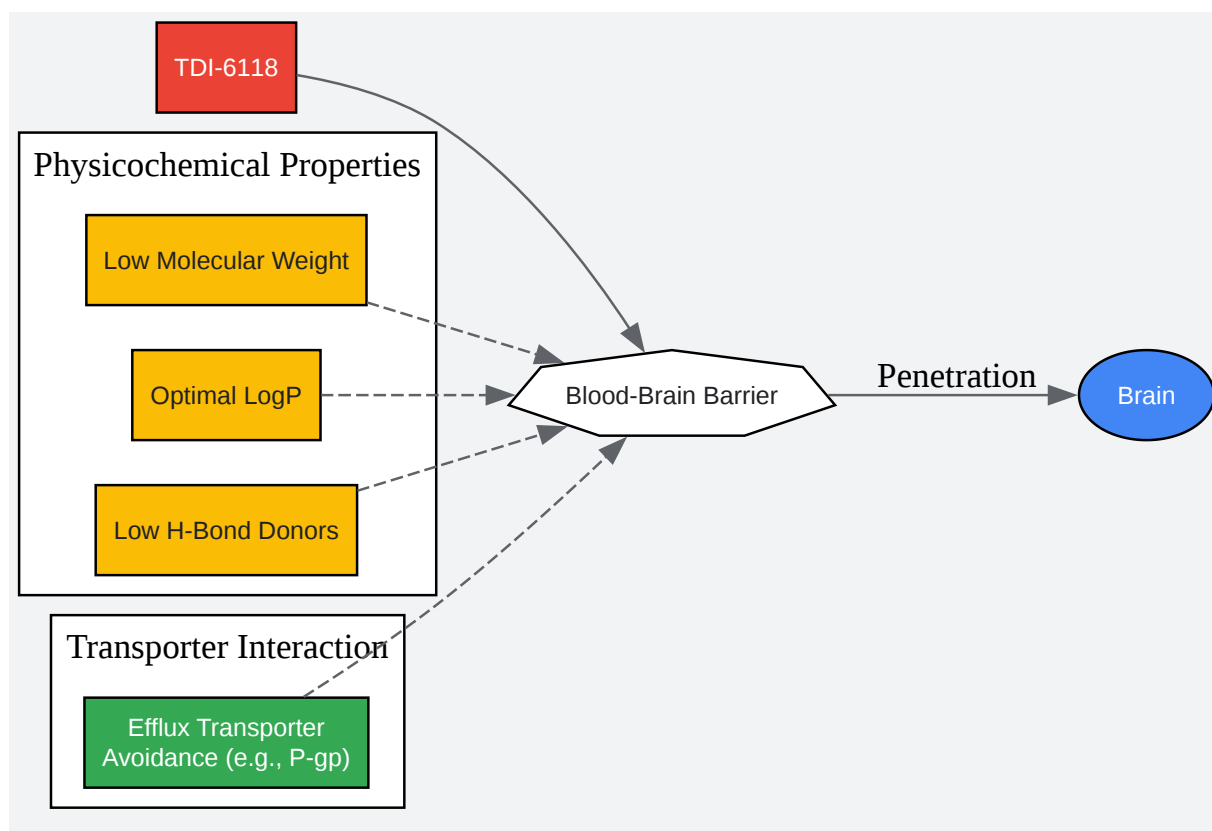 TDI-6118
Physicochemical Properties
Low Molecular Weight
Optimal LogP
Low H-Bond Donors
Blood-Brain Barrier
Penetration
Brain
Transporter Interaction
Efflux Transporter
Avoidance (e.g., P-gp)